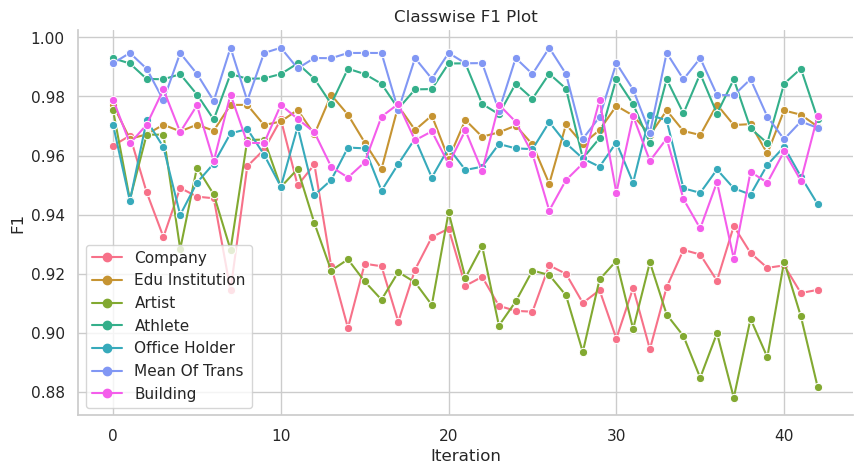 Classwise F1 Plot
1.00
0.98
0.96
0.94
0.92
0.90
0.88
F1
Company
Edu Institution
Artist
Athlete
Office Holder
Mean Of Trans
Building
0 10 20 30 40
Iteration